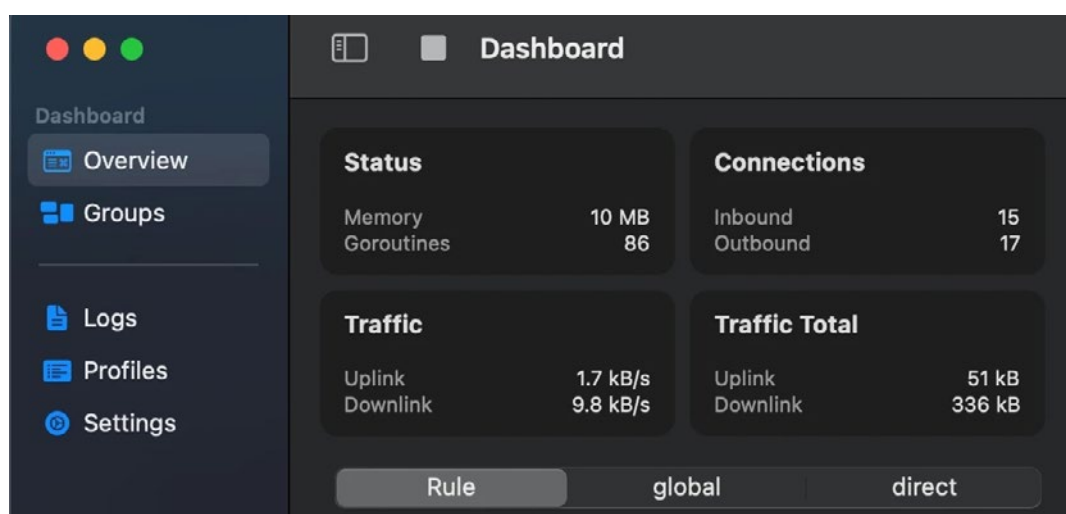 Dashboard
Dashboard
Overview
Groups
Logs
Profiles
Settings
Status
Memory 10 MB
Goroutines 86
Connections
Inbound 15
Outbound 17
Traffic
Uplink 1.7 kB/s
Downlink 9.8 kB/s
Traffic Total
Uplink 51 kB
Downlink 336 kB
Rule global direct